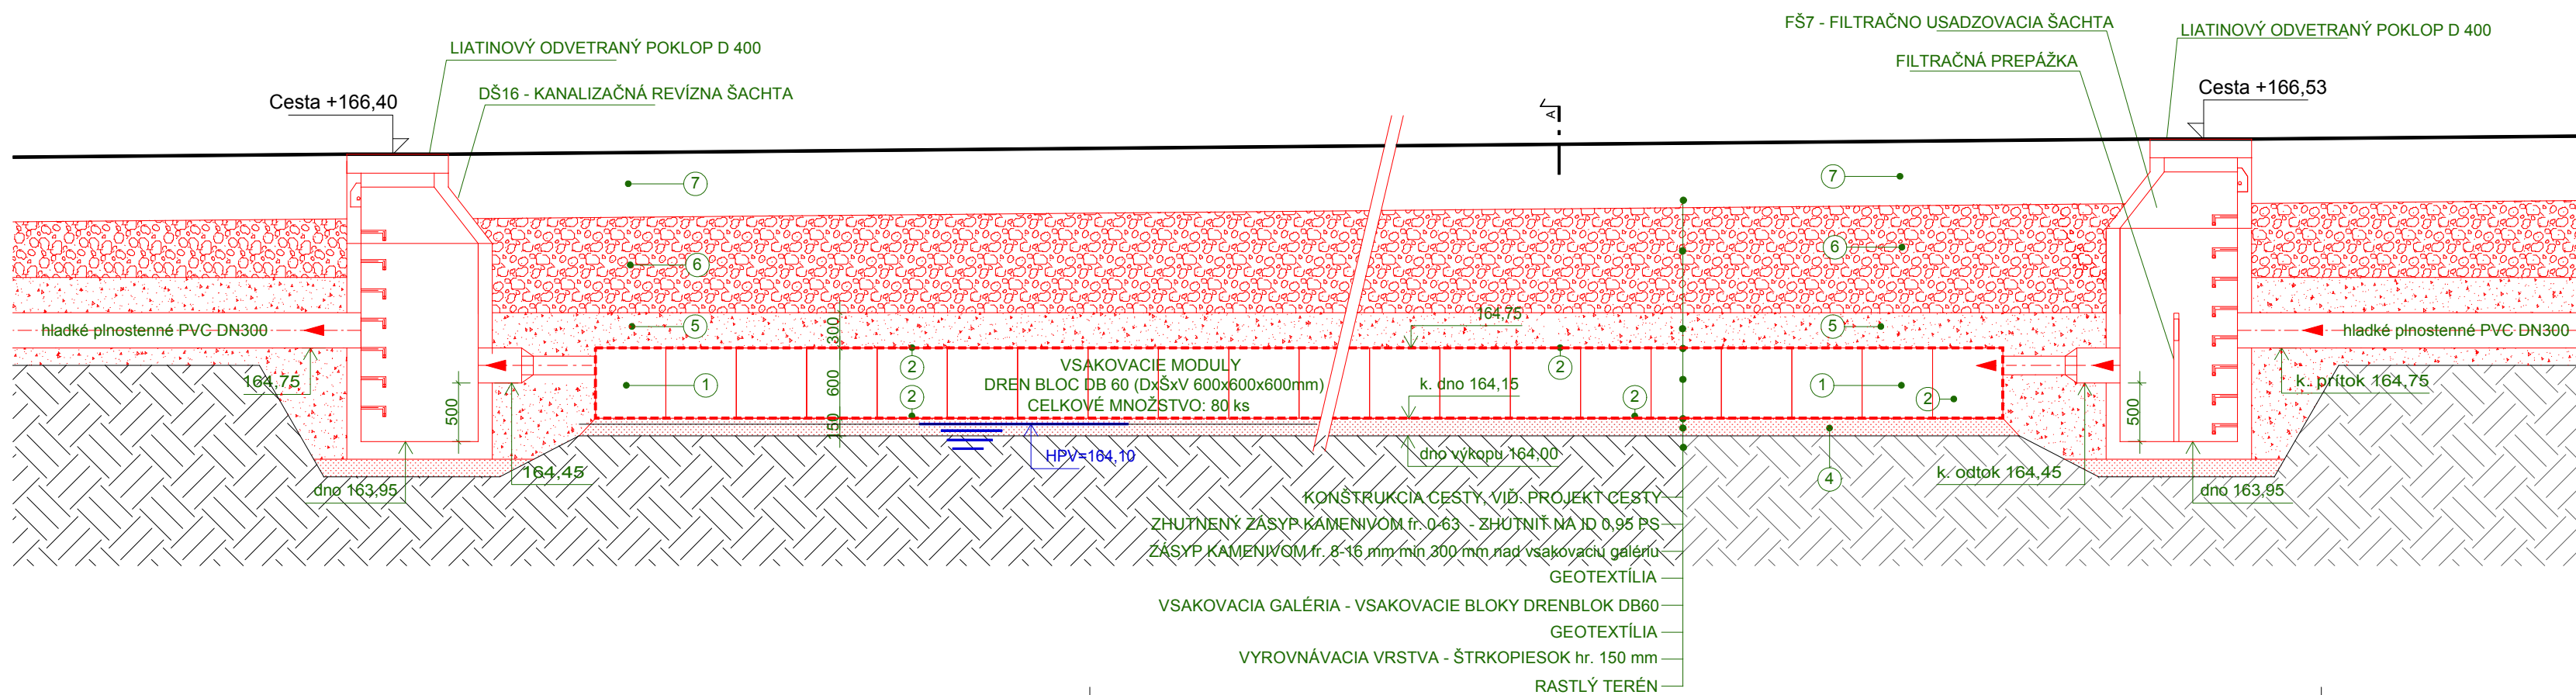 FŠ7 - FILTRAČNO USADZOVACIA ŠACHTA
LIATINOVÝ ODVETRANÝ POKLOP D 400
LIATINOVÝ ODVETRANÝ POKLOP D 400
FILTRAČNÁ PREPÁŽKA
DŠ16 - KANALIZAČNÁ REVÍZNA ŠACHTA
Cesta +166,40
Cesta +166,53
A
7
7
6
6
hladké plnostenné PVC DN300
5
300
164,75
5
hladké plnostenné PVC DN300
164,75
1
600
2
VSAKOVACIE MODULY
DREN BLOC DB 60 (DxŠxV 600x600x600mm)
CELKOVÉ MNOŽSTVO: 80 ks
2
k. dno 164,15
2
1
k. prítok 164,75
2
2
500
150
500
HPV=164,10
dno výkopu 164,00
164,45
4
k. odtok 164,45
dno 163,95
dno 163,95
KONŠTRUKCIA CESTY, VIĎ. PROJEKT CESTY
ZHUTNENÝ ZÁSYP KAMENIVOM fr. 0-63 - ZHUTNIŤ NA ID 0,95 PS
ZÁSYP KAMENIVOM fr. 8-16 mm min 300 mm nad vsakovaciu galériu
GEOTEXTÍLIA
VSAKOVACIA GALÉRIA - VSAKOVACIE BLOKY DRENBLOK DB60
GEOTEXTÍLIA
VYROVNÁVACIA VRSTVA - ŠTRKOPIESOK hr. 150 mm
RASTLÝ TERÉN